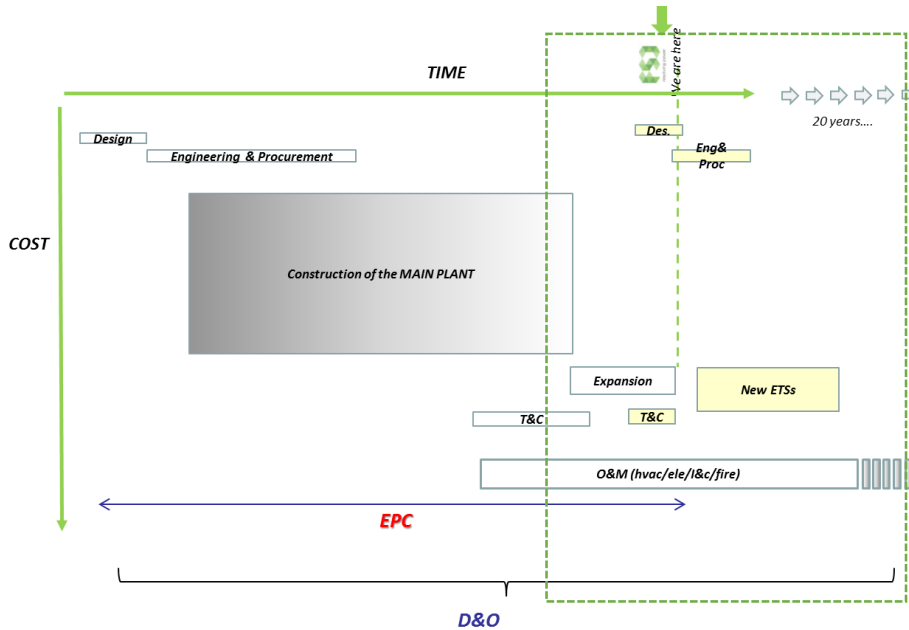 TIME
We are here
20 years....
Design
Des.
Engineering & Procurement
Eng&
Proc
COST
Construction of the MAIN PLANT
Expansion
New ETSs
T&C
T&C
O&M (hvac/ele/I&c/fire)
EPC
D&O